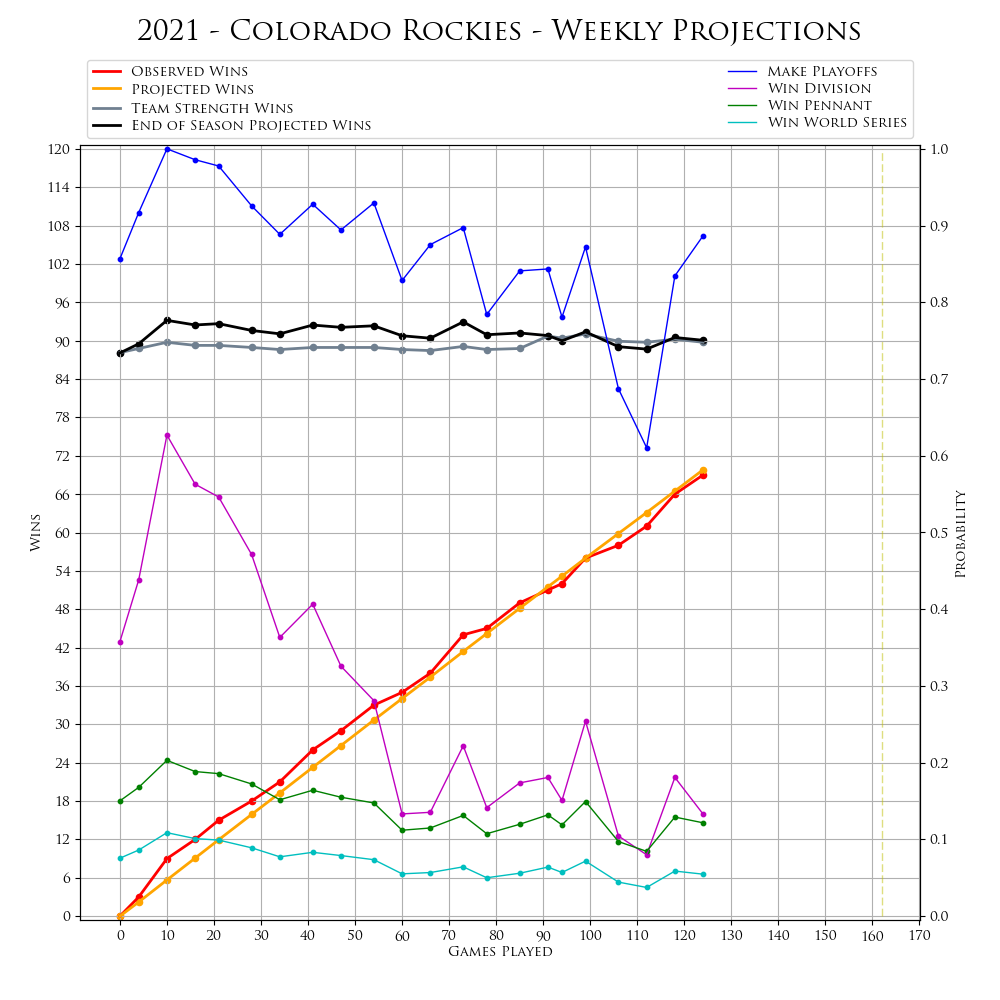 2021 - Colorado Rockies - Weekly Projections
Observed Wins
Projected Wins
Team Strength Wins
End of Season Projected Wins
Make Playoffs
Win Division
Win Pennant
Win World Series
120
114
108
102
96
90
84
78
72
66
60
54
48
42
36
30
24
18
12
6
0
Wins
1.0
0.9
0.8
0.7
0.6
0.5
0.4
0.3
0.2
0.1
0.0
Probability
0 10 20 30 40 50 60 70 80 90 100 110 120 130 140 150 160 170
Games Played